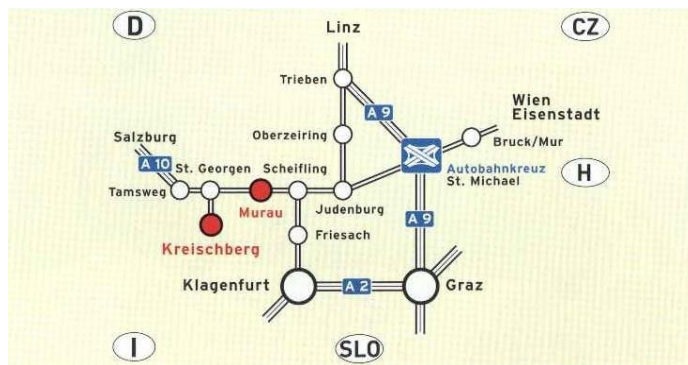 D
CZ
Linz
Trieben
A 9
Wien
Eisenstadt
Oberzeiring
Bruck/Mur
Salzburg
A 10
St. Georgen
Scheifling
Autobahnkreuz
St. Michael
H
Tamsweg
Murau
Judenburg
A 9
Kreischberg
Friesach
Klagenfurt
A 2
Graz
I
SLO